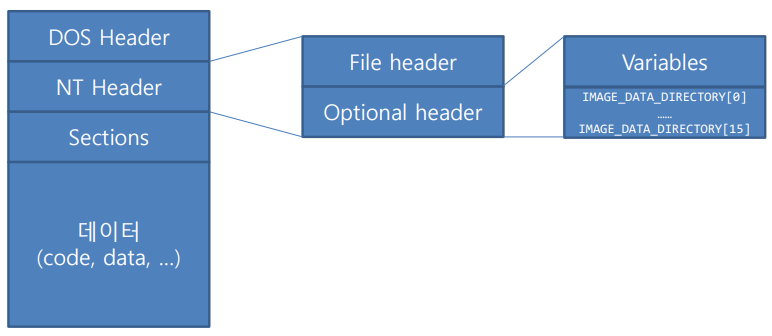 DOS Header
NT Header
Sections
데이터
(code, data, ...)
File header
Optional header
Variables
IMAGE_DATA_DIRECTORY[0]
......
IMAGE_DATA_DIRECTORY[15]